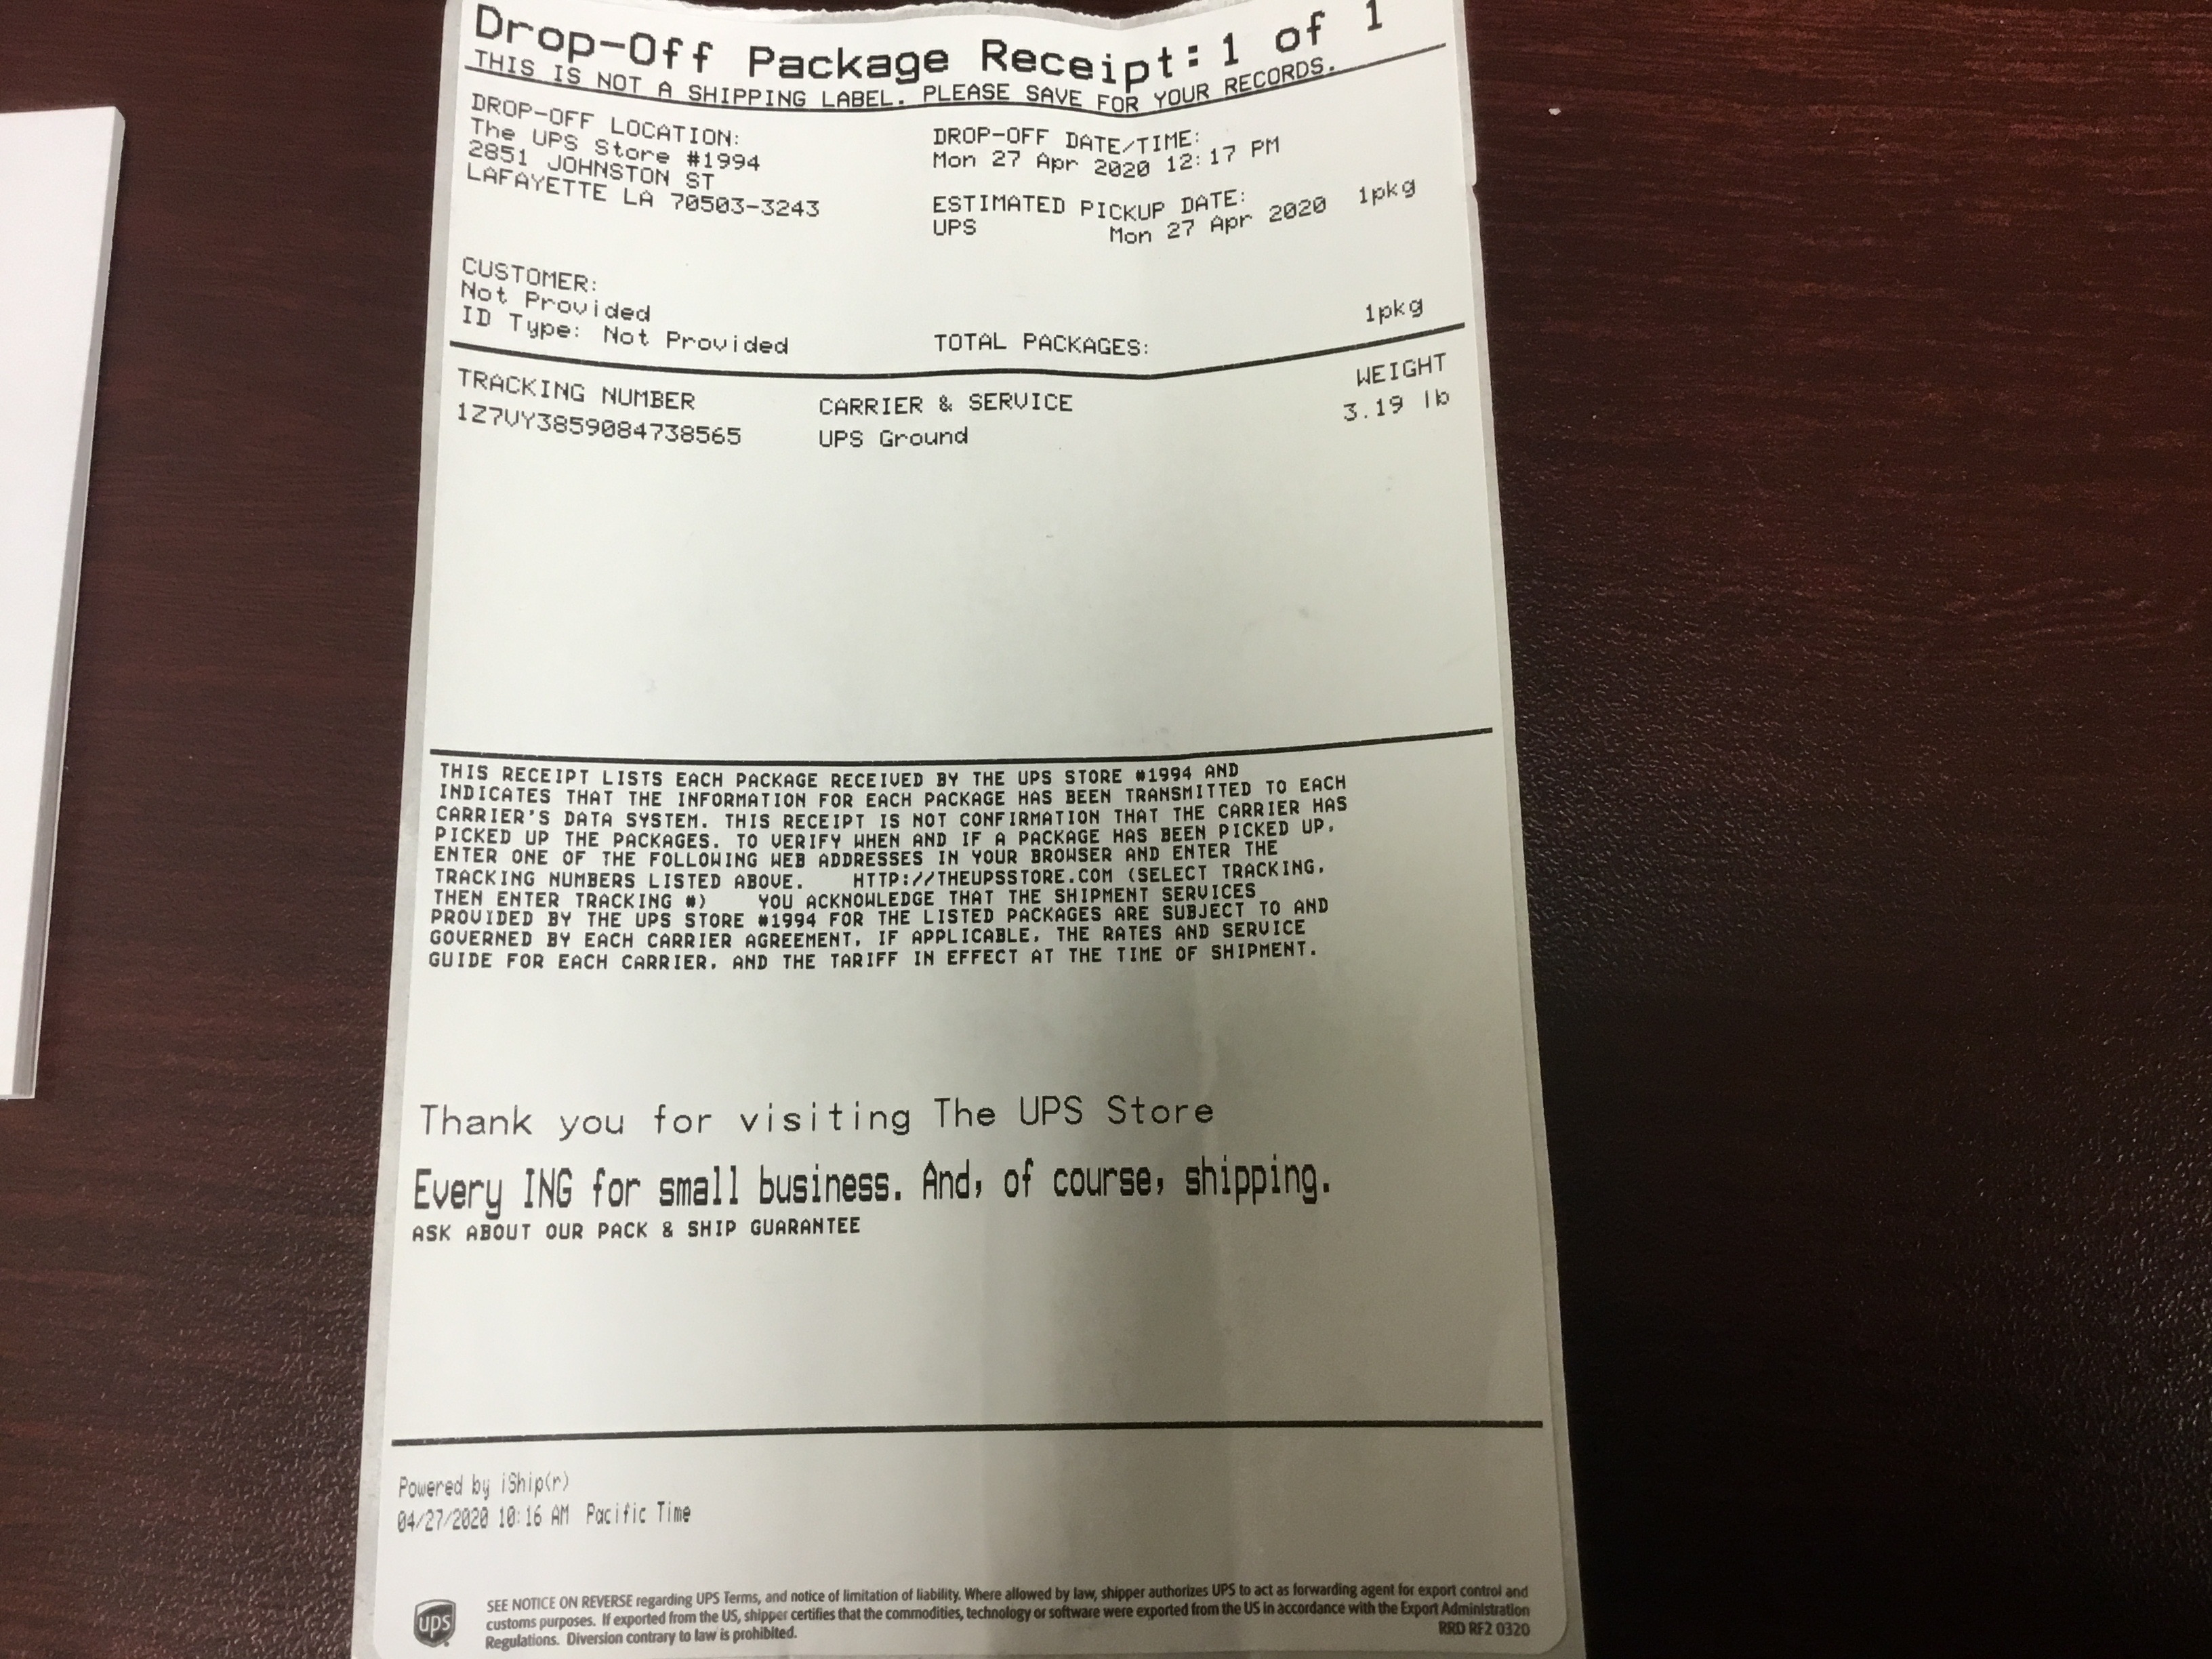 Drop-Off Package Receipt: 1 of 1
THIS IS NOT A SHIPPING LABEL. PLEASE SAVE FOR YOUR RECORDS.
DROP-OFF LOCATION:
The UPS Store #1994
2851 JOHNSTON ST
LAFAYETTE LA 70503-3243
DROP-OFF DATE/TIME:
Mon 27 Apr 2020 12:17 PM
ESTIMATED PICKUP DATE:
UPS Mon 27 Apr 2020 1pkg
CUSTOMER:
Not Provided
ID Type: Not Provided
TOTAL PACKAGES: 1pkg
TRACKING NUMBER CARRIER & SERVICE WEIGHT
1Z7VY3859084738565 UPS Ground 3.19 lb
THIS RECEIPT LISTS EACH PACKAGE RECEIVED BY THE UPS STORE #1994 AND
INDICATES THAT THE INFORMATION FOR EACH PACKAGE HAS BEEN TRANSMITTED TO EACH
CARRIER'S DATA SYSTEM. THIS RECEIPT IS NOT CONFIRMATION THAT THE CARRIER HAS
PICKED UP THE PACKAGES. TO VERIFY WHEN AND IF A PACKAGE HAS BEEN PICKED UP,
ENTER ONE OF THE FOLLOWING WEB ADDRESSES IN YOUR BROWSER AND ENTER THE
TRACKING NUMBERS LISTED ABOVE. HTTP://THEUPSSTORE.COM (SELECT TRACKING,
THEN ENTER TRACKING #) YOU ACKNOWLEDGE THAT THE SHIPMENT SERVICES
PROVIDED BY THE UPS STORE #1994 FOR THE LISTED PACKAGES ARE SUBJECT TO AND
GOVERNED BY EACH CARRIER AGREEMENT, IF APPLICABLE, THE RATES AND SERVICE
GUIDE FOR EACH CARRIER, AND THE TARIFF IN EFFECT AT THE TIME OF SHIPMENT.
Thank you for visiting The UPS Store
Every ING for small business. And, of course, shipping.
ASK ABOUT OUR PACK & SHIP GUARANTEE
Powered by iShip(r)
04/27/2020 10:16 AM Pacific Time
ups
SEE NOTICE ON REVERSE regarding UPS Terms, and notice of limitation of liability. Where allowed by law, shipper authorizes UPS to act as forwarding agent for export control and
customs purposes. If exported from the US, shipper certifies that the commodities, technology or software were exported from the US in accordance with the Export Administration
Regulations. Diversion contrary to law is prohibited.
RRD RF2 0320